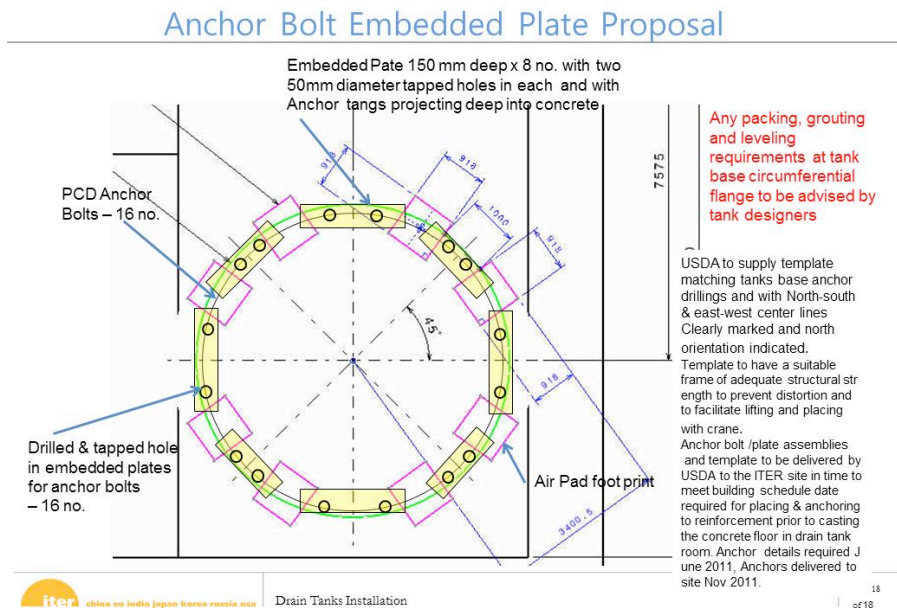 Anchor Bolt Embedded Plate Proposal
Embedded Pate 150 mm deep x 8 no. with two
50mm diameter tapped holes in each and with
Anchor tangs projecting deep into concrete
Any packing, grouting
and leveling
requirements at tank
base circumferential
flange to be advised by
tank designers
PCD Anchor
Bolts – 16 no.
918
918
1000
918
7575
45°
918
3400.5
USDA to supply template
matching tanks base anchor
drillings and with North-south
& east-west center lines
Clearly marked and north
orientation indicated.
Template to have a suitable
frame of adequate structural str
ength to prevent distortion and
to facilitate lifting and placing
with crane.
Anchor bolt /plate assemblies
and template to be delivered by
USDA to the ITER site in time to
meet building schedule date
required for placing & anchoring
to reinforcement prior to casting
the concrete floor in drain tank
room. Anchor details required J
une 2011, Anchors delivered to
site Nov 2011.
Drilled & tapped hole
in embedded plates
for anchor bolts
– 16 no.
Air Pad foot print
iter china eu india japan korea russia usa
Drain Tanks Installation
18
of 18